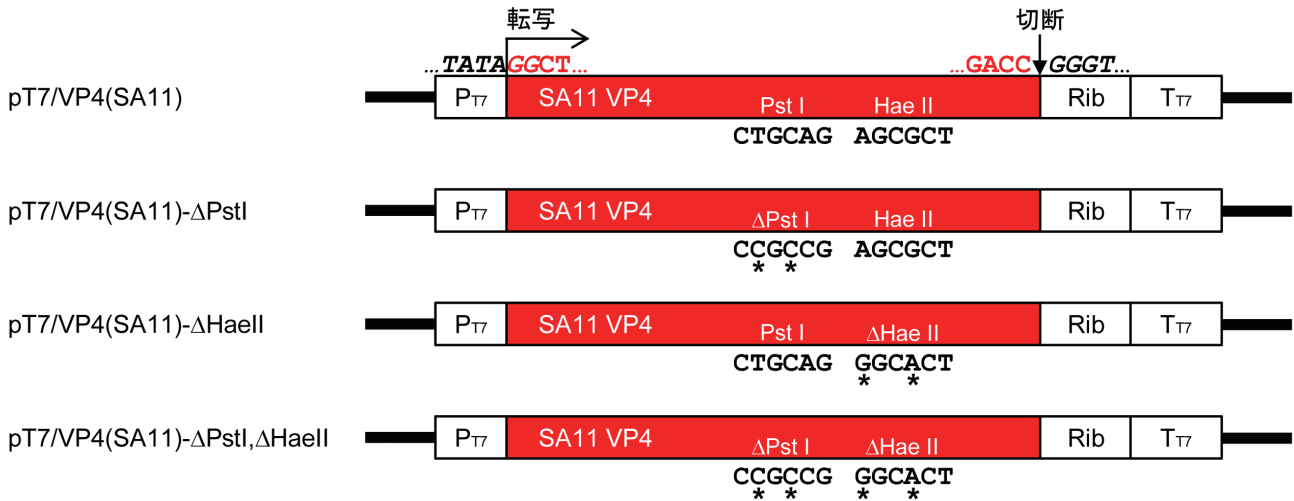 転写 切断
...TATAGGCT... ...GACCGGGT...
pT7/VP4(SA11) PT7 SA11 VP4 Pst I Hae II Rib TT7
CTGCAG AGCGCT
pT7/VP4(SA11)-ΔPstI PT7 SA11 VP4 ΔPst I Hae II Rib TT7
CCGCCG AGCGCT
* *
pT7/VP4(SA11)-ΔHaeII PT7 SA11 VP4 Pst I ΔHae II Rib TT7
CTGCAG GGCACT
* *
pT7/VP4(SA11)-ΔPstI,ΔHaeII PT7 SA11 VP4 ΔPst I ΔHae II Rib TT7
CCGCCG GGCACT
* * * *